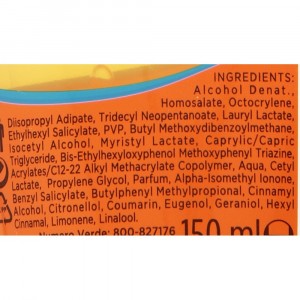 INGREDIENTS:
Alcohol Denat.,
Homosalate, Octocrylene,
Diisopropyl Adipate, Tridecyl Neopentanoate, Lauryl Lactate,
Ethylhexyl Salicylate, PVP, Butyl Methoxydibenzoylmethane,
Isocetyl Alcohol, Myristyl Lactate, Caprylic/Capric
Triglyceride, Bis-Ethylhexyloxyphenol Methoxyphenyl Triazine,
Acrylates/C12-22 Alkyl Methacrylate Copolymer, Aqua, Cetyl
Lactate, Propylene Glycol, Parfum, Alpha-Isomethyl Ionone,
Benzyl Salicylate, Butylphenyl Methylpropional, Cinnamyl
Alcohol, Citronellol, Coumarin, Eugenol, Geraniol, Hexyl
Cinnamal, Limonene, Linalool.
Numero Verde: 800-827176
150 ml